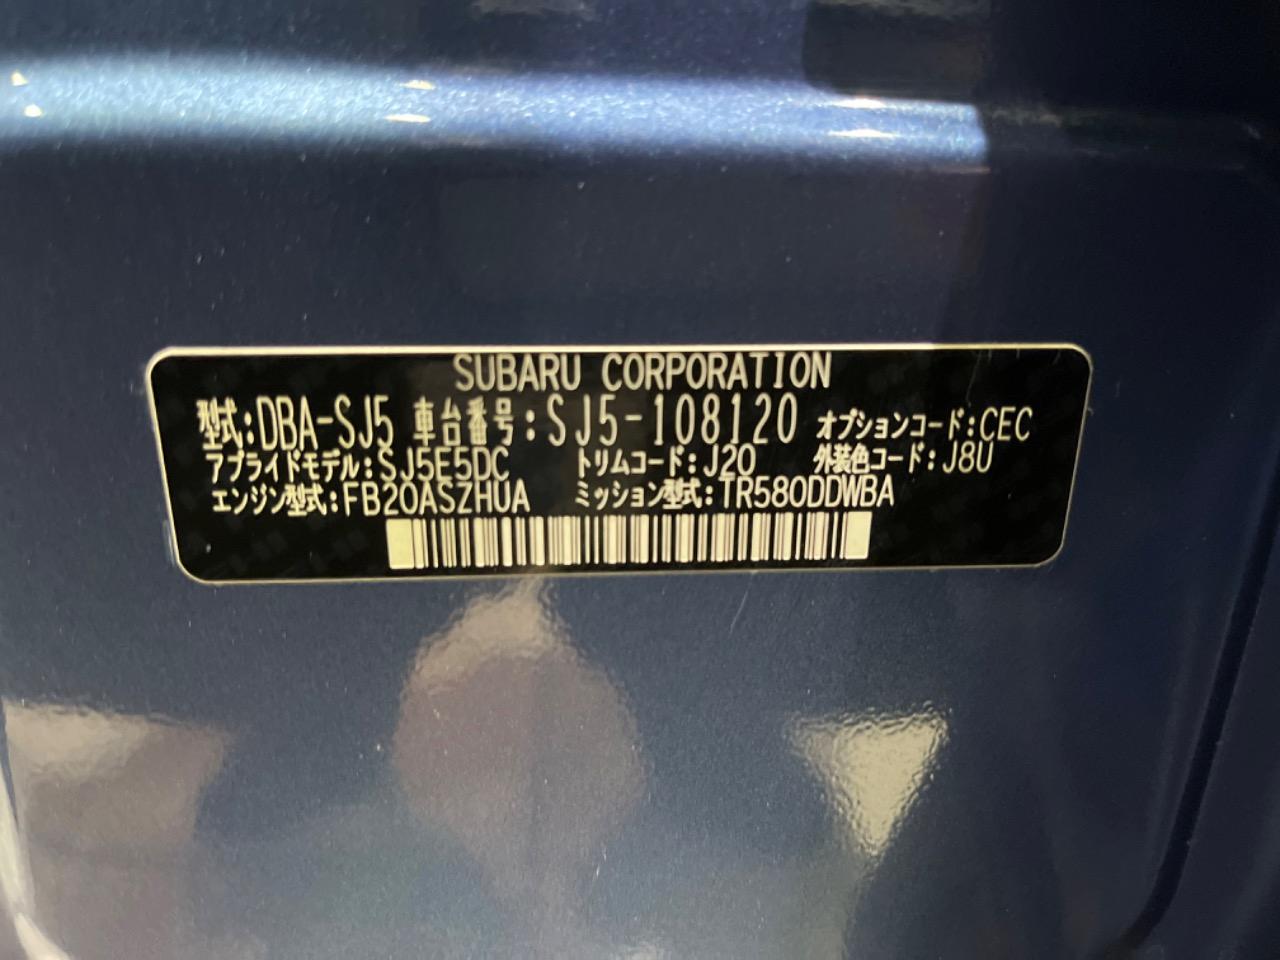 SUBARU CORPORATION
型式:DBA-SJ5 車台番号:SJ5-108120 オプションコード:CEC
アプライドモデル:SJ5E5DC トリムコード:J20 外装色コード:J8U
エンジン型式:FB20ASZHUA ミッション型式:TR580DDWBA